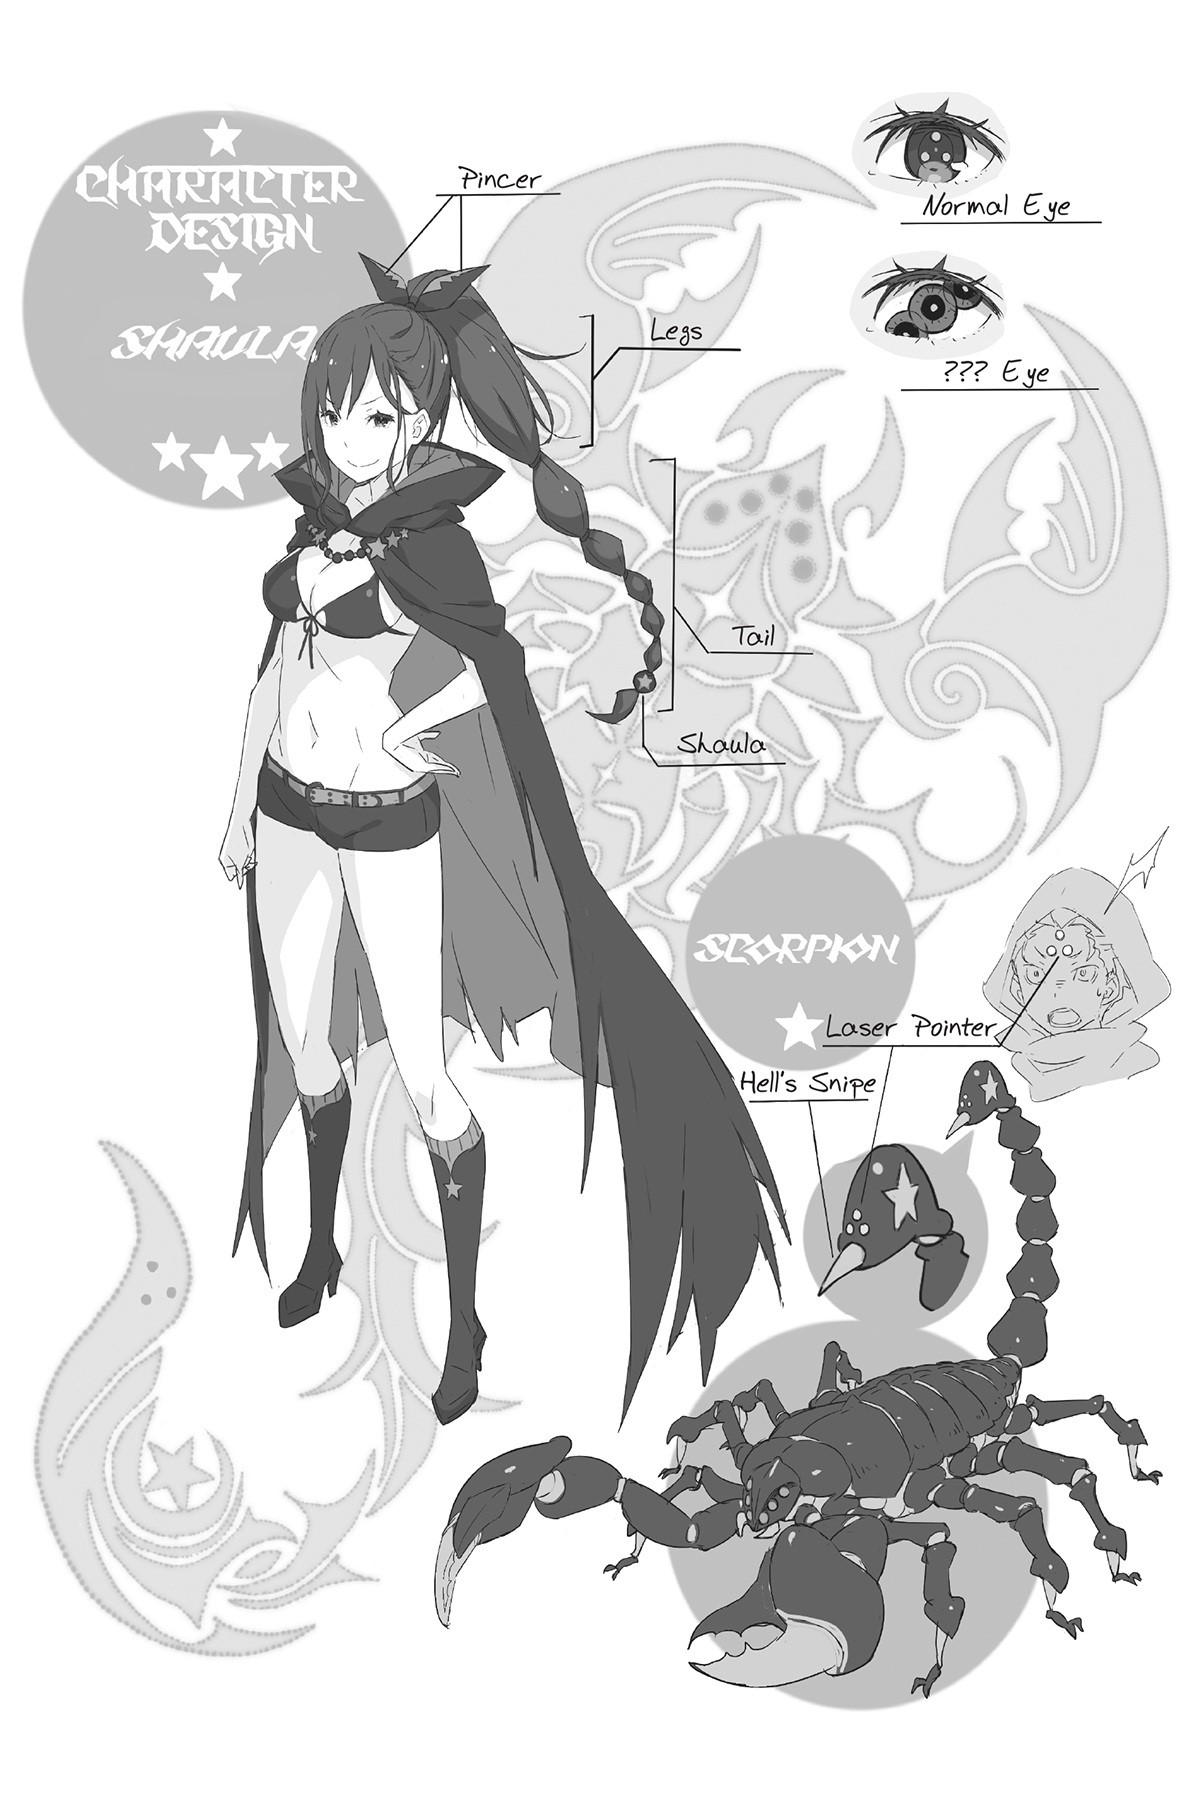 CHARACTER
DESIGN
SHAULA
Pincer
Normal Eye
Legs
??? Eye
Tail
Shaula
SCORPION
Laser Pointer
Hell's Snipe